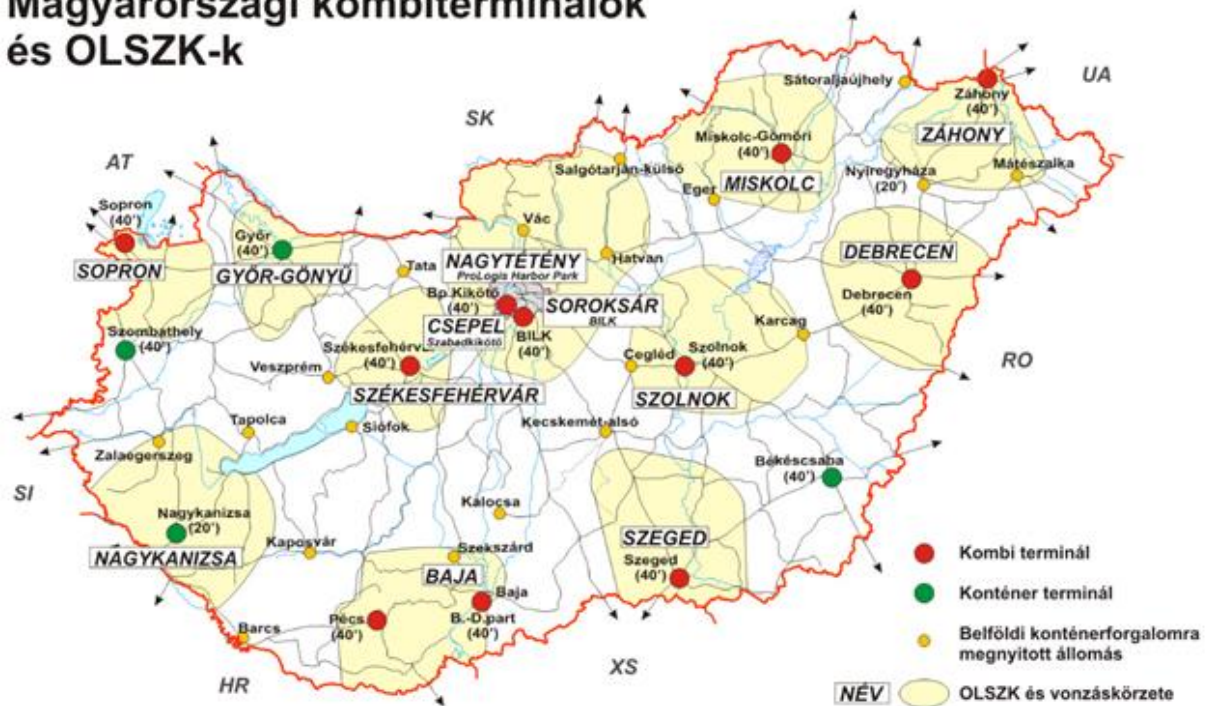 Magyarországi kombiterminálok
és OLSZK-k
UA
Sátoraljaújhely
Záhony
(40')
ZÁHONY
SK
Miskolc-Gömöri
(40')
MISKOLC
Salgótarján-külső
Nyíregyháza
(20')
Mátészalka
Eger
AT
Sopron
(40')
SOPRON
Győr
(40')
GYŐR-GÖNYŰ
Tata
Vác
NAGYTÉTÉNY
ProLogis Harbor Park
Hatvan
DEBRECEN
Debrecen
(40')
Bp.Kikötő
(40')
SOROKSÁR
BILK
CSEPEL
Szabadkikötő
BILK
(40')
Karcag
Szombathely
(40')
Székesfehérvár
(40')
Veszprém
SZÉKESFEHÉRVÁR
Cegléd
Szolnok
(40')
SZOLNOK
RO
Tapolca
Siófok
Kecskemét-alsó
Zalaegerszeg
Békéscsaba
(40')
SI
Nagykanizsa
(20')
NAGYKANIZSA
Kaposvár
Kalocsa
Szekszárd
BAJA
SZEGED
Szeged
(40')
Baja
B.-D.part
(40')
Pécs
(40')
Barcs
HR
XS
Kombi terminál
Konténer terminál
Belföldi konténerforgalomra
megnyitott állomás
NÉV
OLSZK és vonzáskörzete